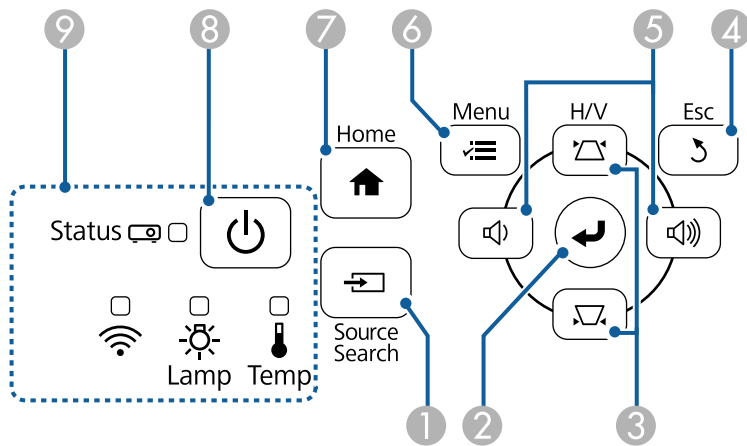 9 8 7 6 5 4
Menu H/V Esc
Home
Status
Source
Search
Lamp Temp
1 2 3